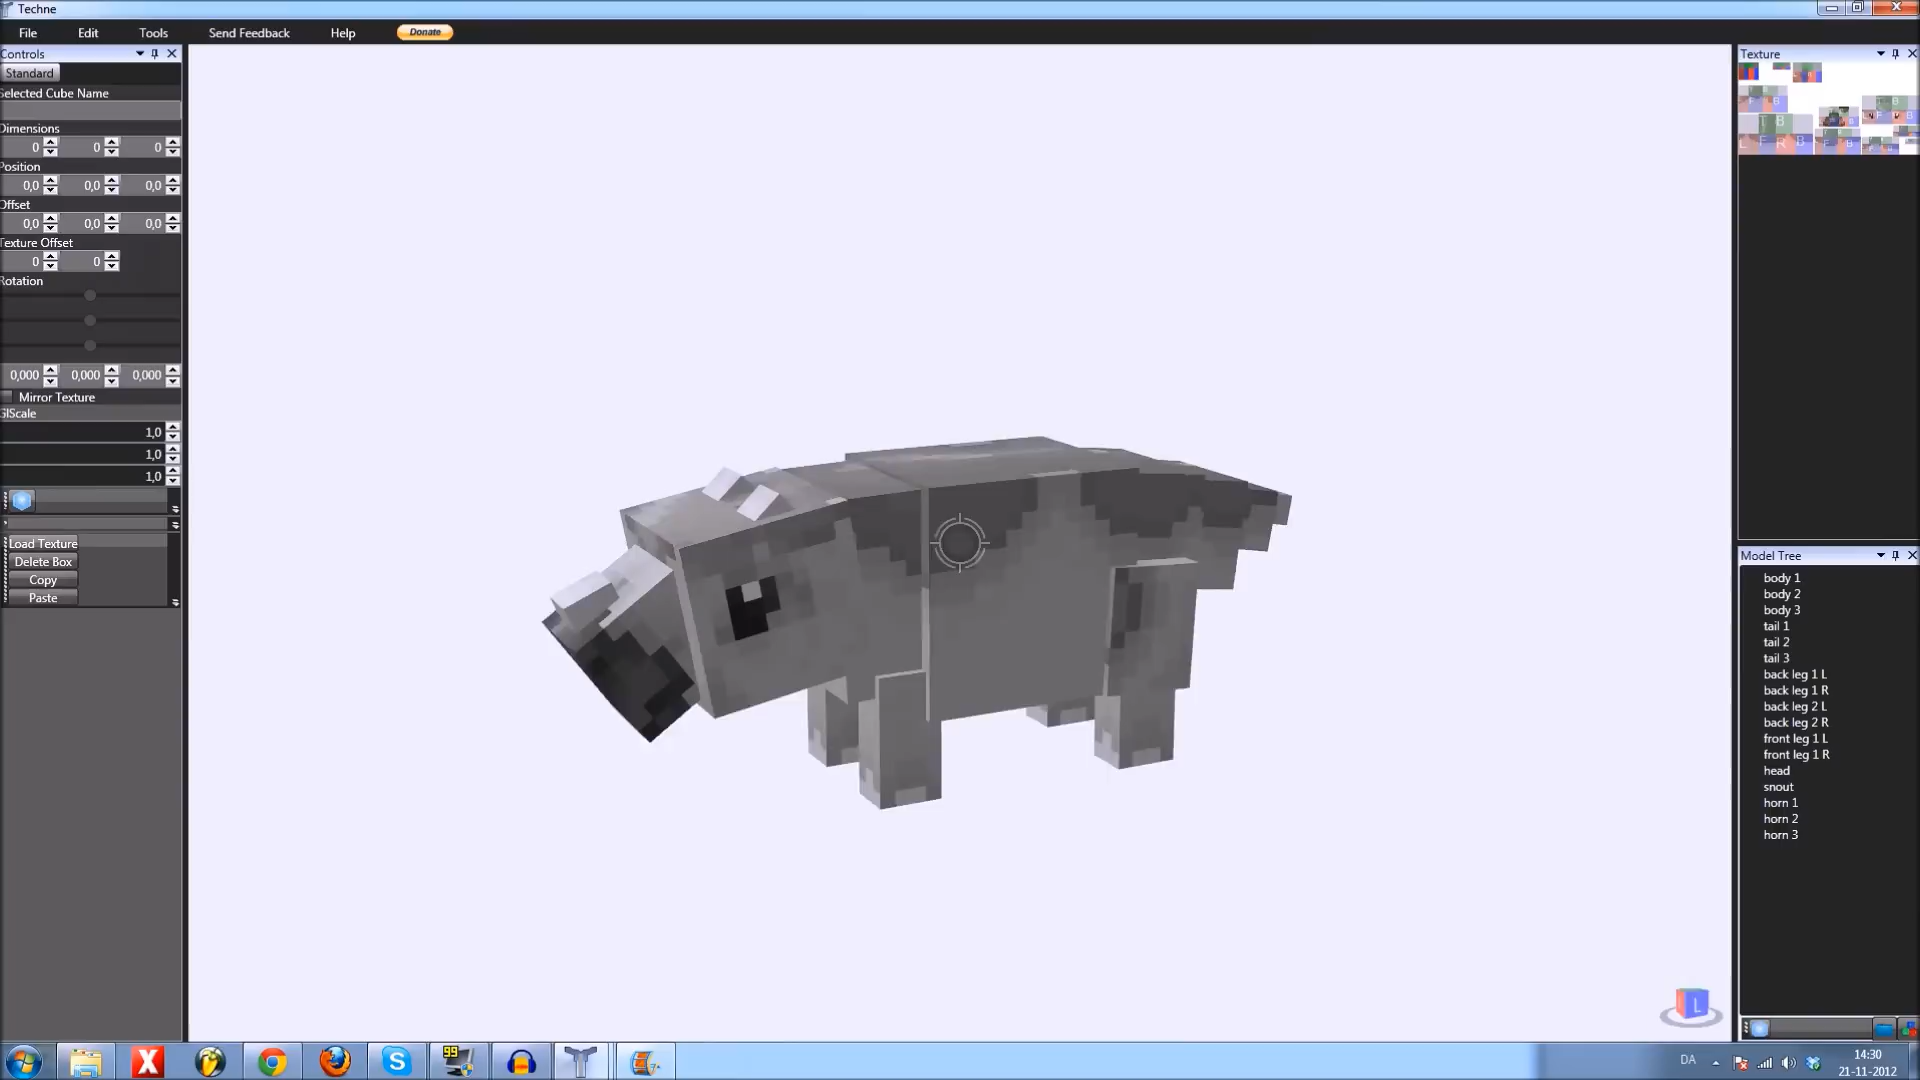 Techne
File Edit Tools Send Feedback Help Donate
Controls
Standard
Selected Cube Name
Dimensions
0 0 0
Position
0,0 0,0 0,0
Offset
0,0 0,0 0,0
Texture Offset
0 0
Rotation
0,000 0,000 0,000
Mirror Texture
GlScale
1,0
1,0
1,0
Load Texture
Delete Box
Copy
Paste
Texture
T B
L F R B
Model Tree
body 1
body 2
body 3
tail 1
tail 2
tail 3
back leg 1 L
back leg 1 R
back leg 2 L
back leg 2 R
front leg 1 L
front leg 1 R
head
snout
horn 1
horn 2
horn 3
L
99
DA
14:30
21-11-2012